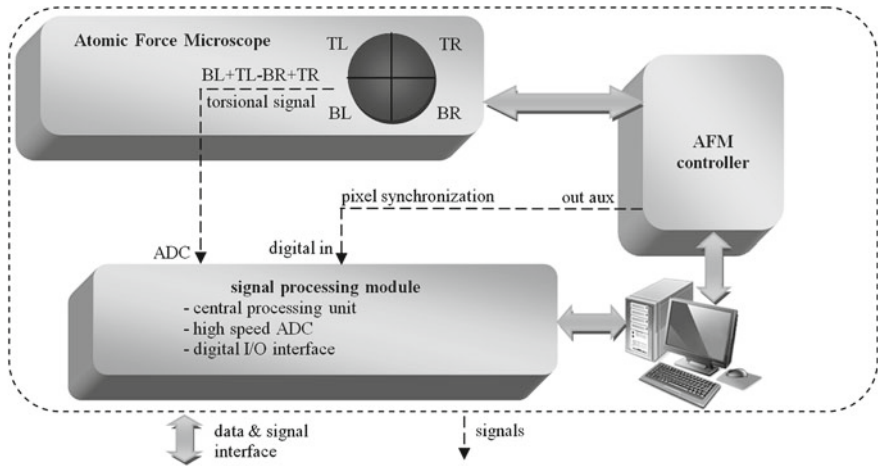 Atomic Force Microscope
TL
TR
BL+TL-BR+TR
torsional signal
BL
BR
AFM
controller
pixel synchronization
out aux
ADC
digital in
signal processing module
- central processing unit
- high speed ADC
- digital I/O interface
data & signal
interface
signals